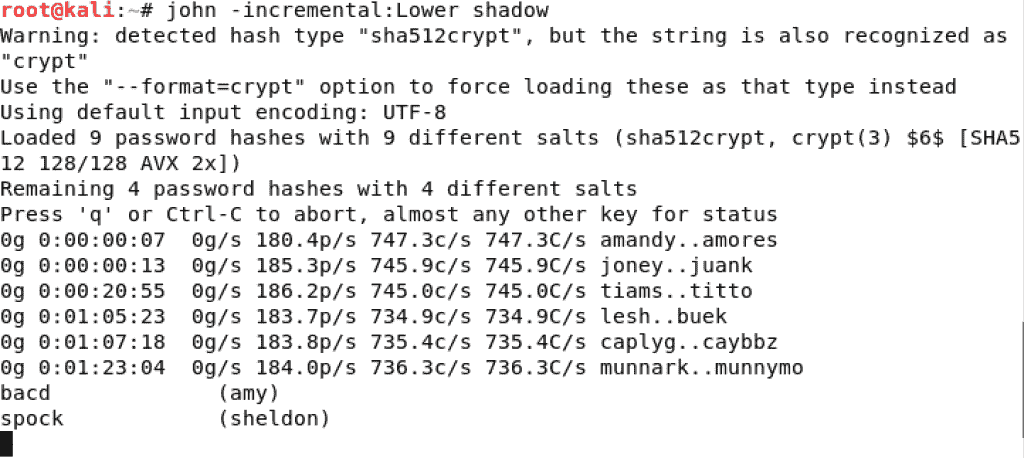 root@kali:~# john -incremental:Lower shadow
Warning: detected hash type "sha512crypt", but the string is also recognized as
"crypt"
Use the "--format=crypt" option to force loading these as that type instead
Using default input encoding: UTF-8
Loaded 9 password hashes with 9 different salts (sha512crypt, crypt(3) $6$ [SHA5
12 128/128 AVX 2x])
Remaining 4 password hashes with 4 different salts
Press 'q' or Ctrl-C to abort, almost any other key for status
0g 0:00:00:07  0g/s 180.4p/s 747.3c/s 747.3C/s amandy..amores
0g 0:00:00:13  0g/s 185.3p/s 745.9c/s 745.9C/s joney..juank
0g 0:00:20:55  0g/s 186.2p/s 745.0c/s 745.0C/s tiams..titto
0g 0:01:05:23  0g/s 183.7p/s 734.9c/s 734.9C/s lesh..buek
0g 0:01:07:18  0g/s 183.8p/s 735.4c/s 735.4C/s caplyg..caybbz
0g 0:01:23:04  0g/s 184.0p/s 736.3c/s 736.3C/s munnark..munnymo
bacd             (amy)
spock            (sheldon)